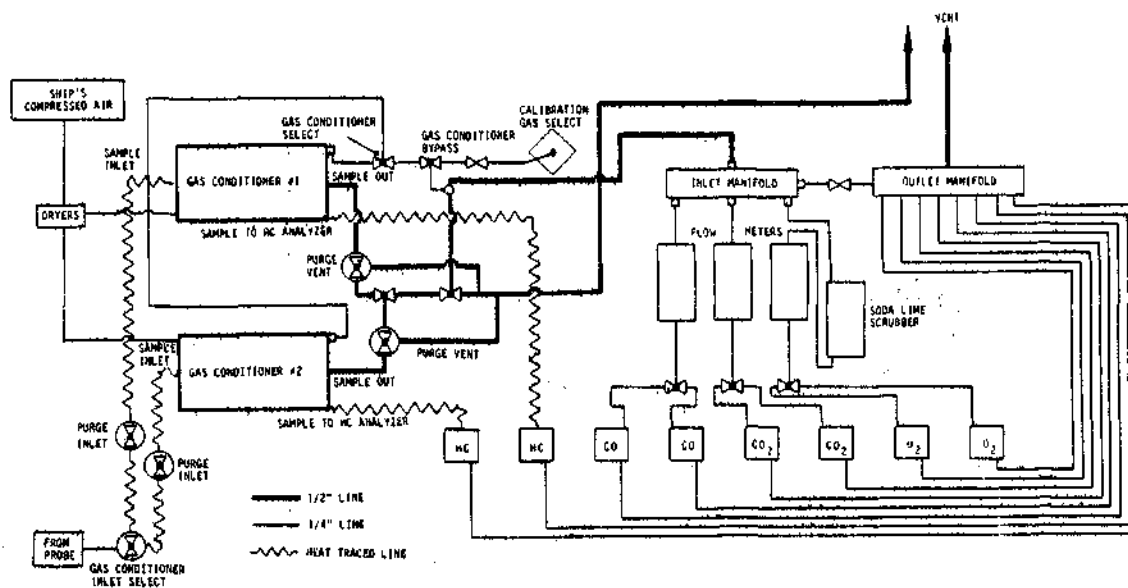 VENT
SHIP'S
COMPRESSED AIR
SAMPLE
INLET
DRYERS
GAS CONDITIONER #1
GAS CONDITIONER
SELECT
SAMPLE OUT
GAS CONDITIONER
BYPASS
CALIBRATION
GAS SELECT
INLET MANIFOLD
OUTLET MANIFOLD
SAMPLE TO HC ANALYZER
PURGE
VENT
FLOW METERS
SODA LIME
SCRUBBER
SAMPLE
INLET
GAS CONDITIONER #2
PURGE VENT
SAMPLE OUT
SAMPLE TO HC ANALYZER
PURGE
INLET
PURGE
INLET
HC
HC
CO
CO
CO2
CO2
O2
O2
1/2" LINE
1/4" LINE
HEAT TRACED LINE
FROM
PROBE
GAS CONDITIONER
INLET SELECT